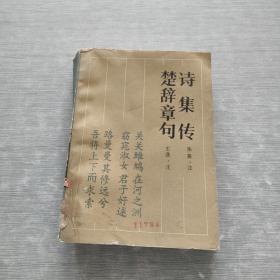 诗集传
朱熹·注
楚辞章句
王逸·注
关关雎鸠在河之洲
窈窕淑女君子好逑
路曼曼其修远兮
吾将上下而求索